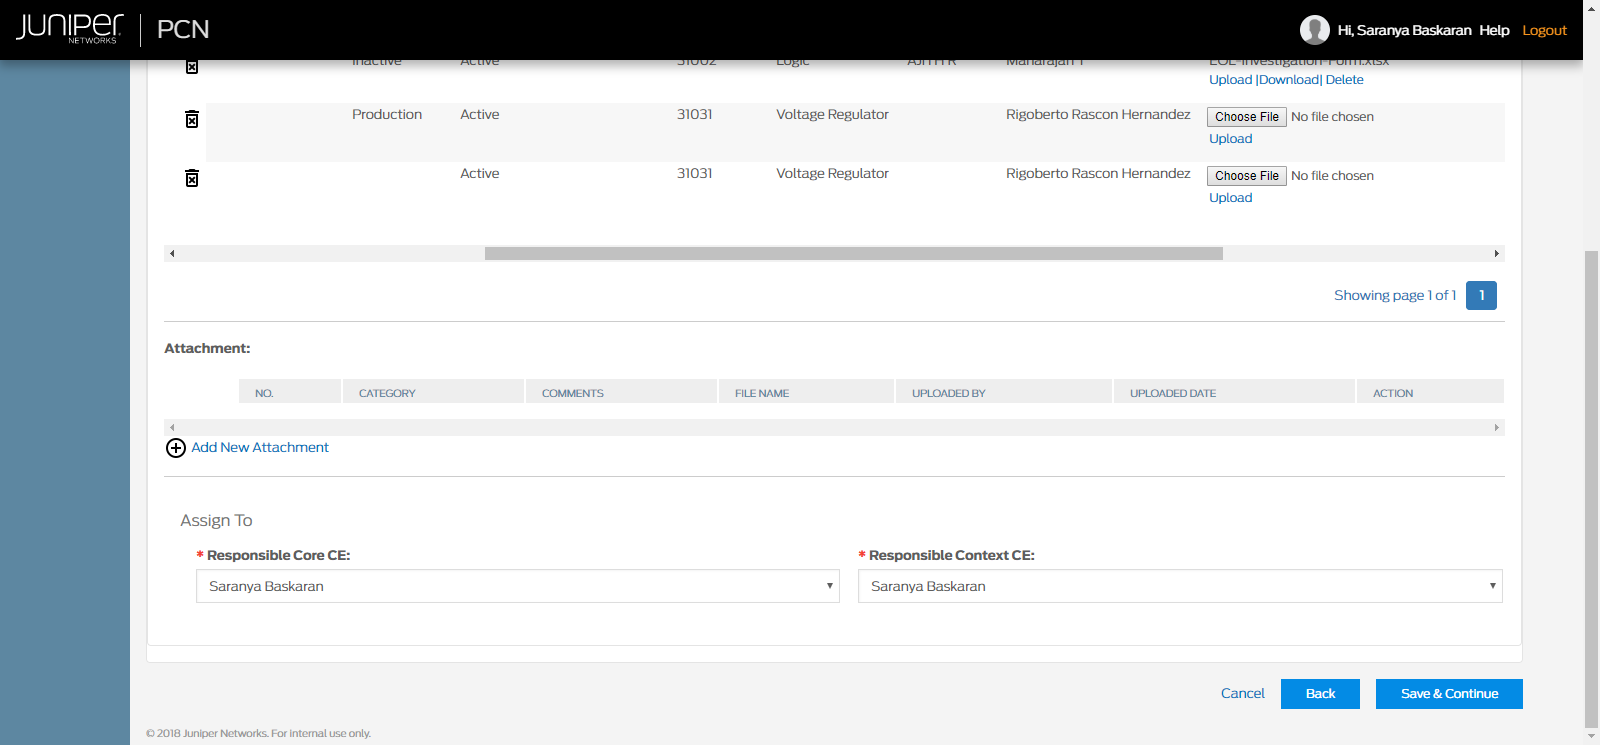 JUNIPER NETWORKS PCN Hi, Saranya Baskaran Help Logout
Inactive Active 31002 Logic AJITH R Maharajan T EOL-Investigation-Form.xlsx
Upload |Download| Delete
Production Active 31031 Voltage Regulator Rigoberto Rascon Hernandez Choose File No file chosen
Upload
Active 31031 Voltage Regulator Rigoberto Rascon Hernandez Choose File No file chosen
Upload
Showing page 1 of 1 1
Attachment:
NO. CATEGORY COMMENTS FILE NAME UPLOADED BY UPLOADED DATE ACTION
Add New Attachment
Assign To
* Responsible Core CE: * Responsible Context CE:
Saranya Baskaran Saranya Baskaran
Cancel Back Save & Continue
© 2018 Juniper Networks. For internal use only.